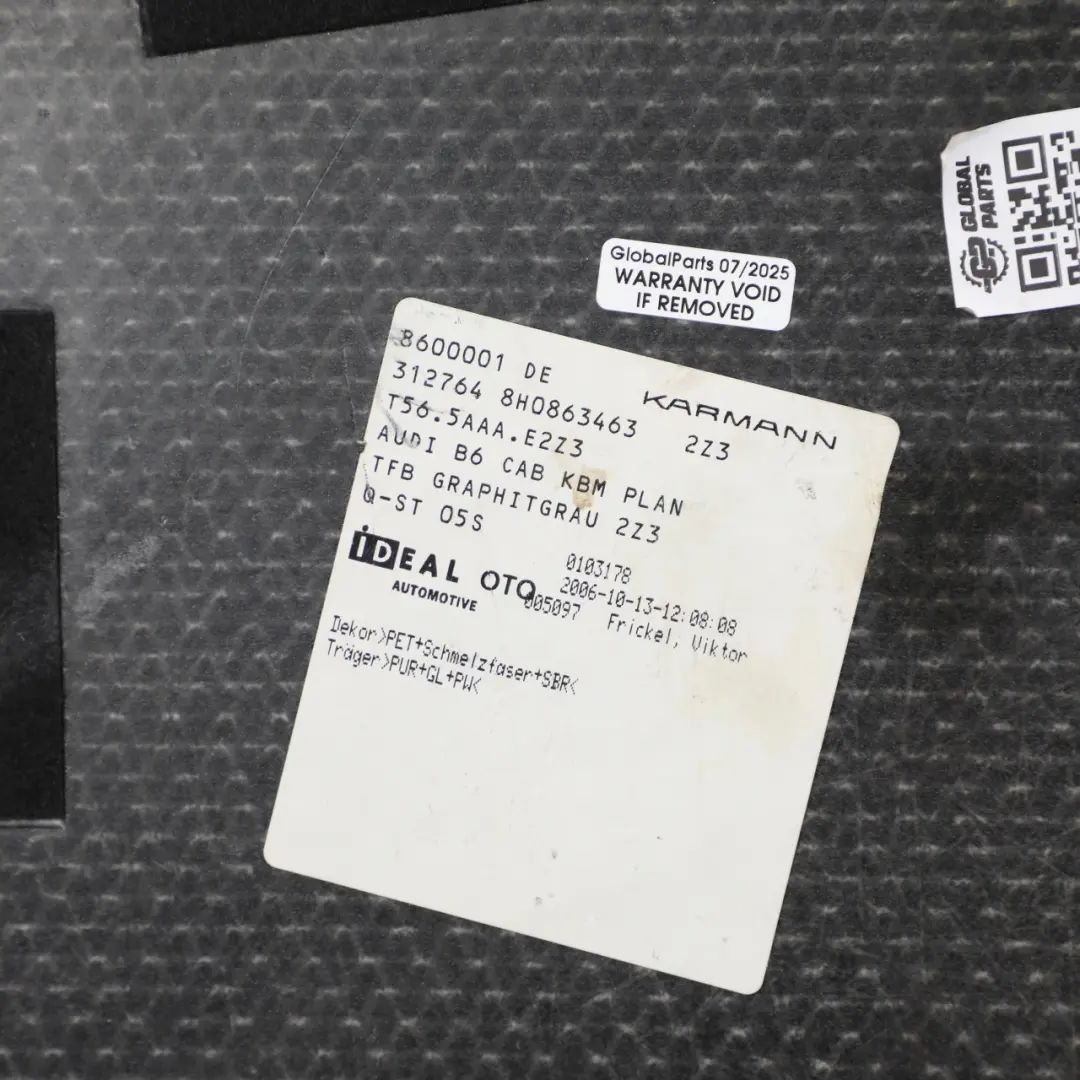 GLOBAL
PARTS
GlobalParts 07/2025
WARRANTY VOID
IF REMOVED
8600001 DE
KARMANN
312764 8H0863463 2Z3
T56.5AAA.E2Z3
AUDI B6 CAB KBM PLAN
TFB GRAPHITGRAU 2Z3
Q-ST 05S
İDEAL OTO
AUTOMOTIVE
0103178
2006-10-13-12:08:08
005097 Frickel, Viktor
Dekor>PET+Schmelzfaser+SBR<
Träger>PUR+GL+PW<